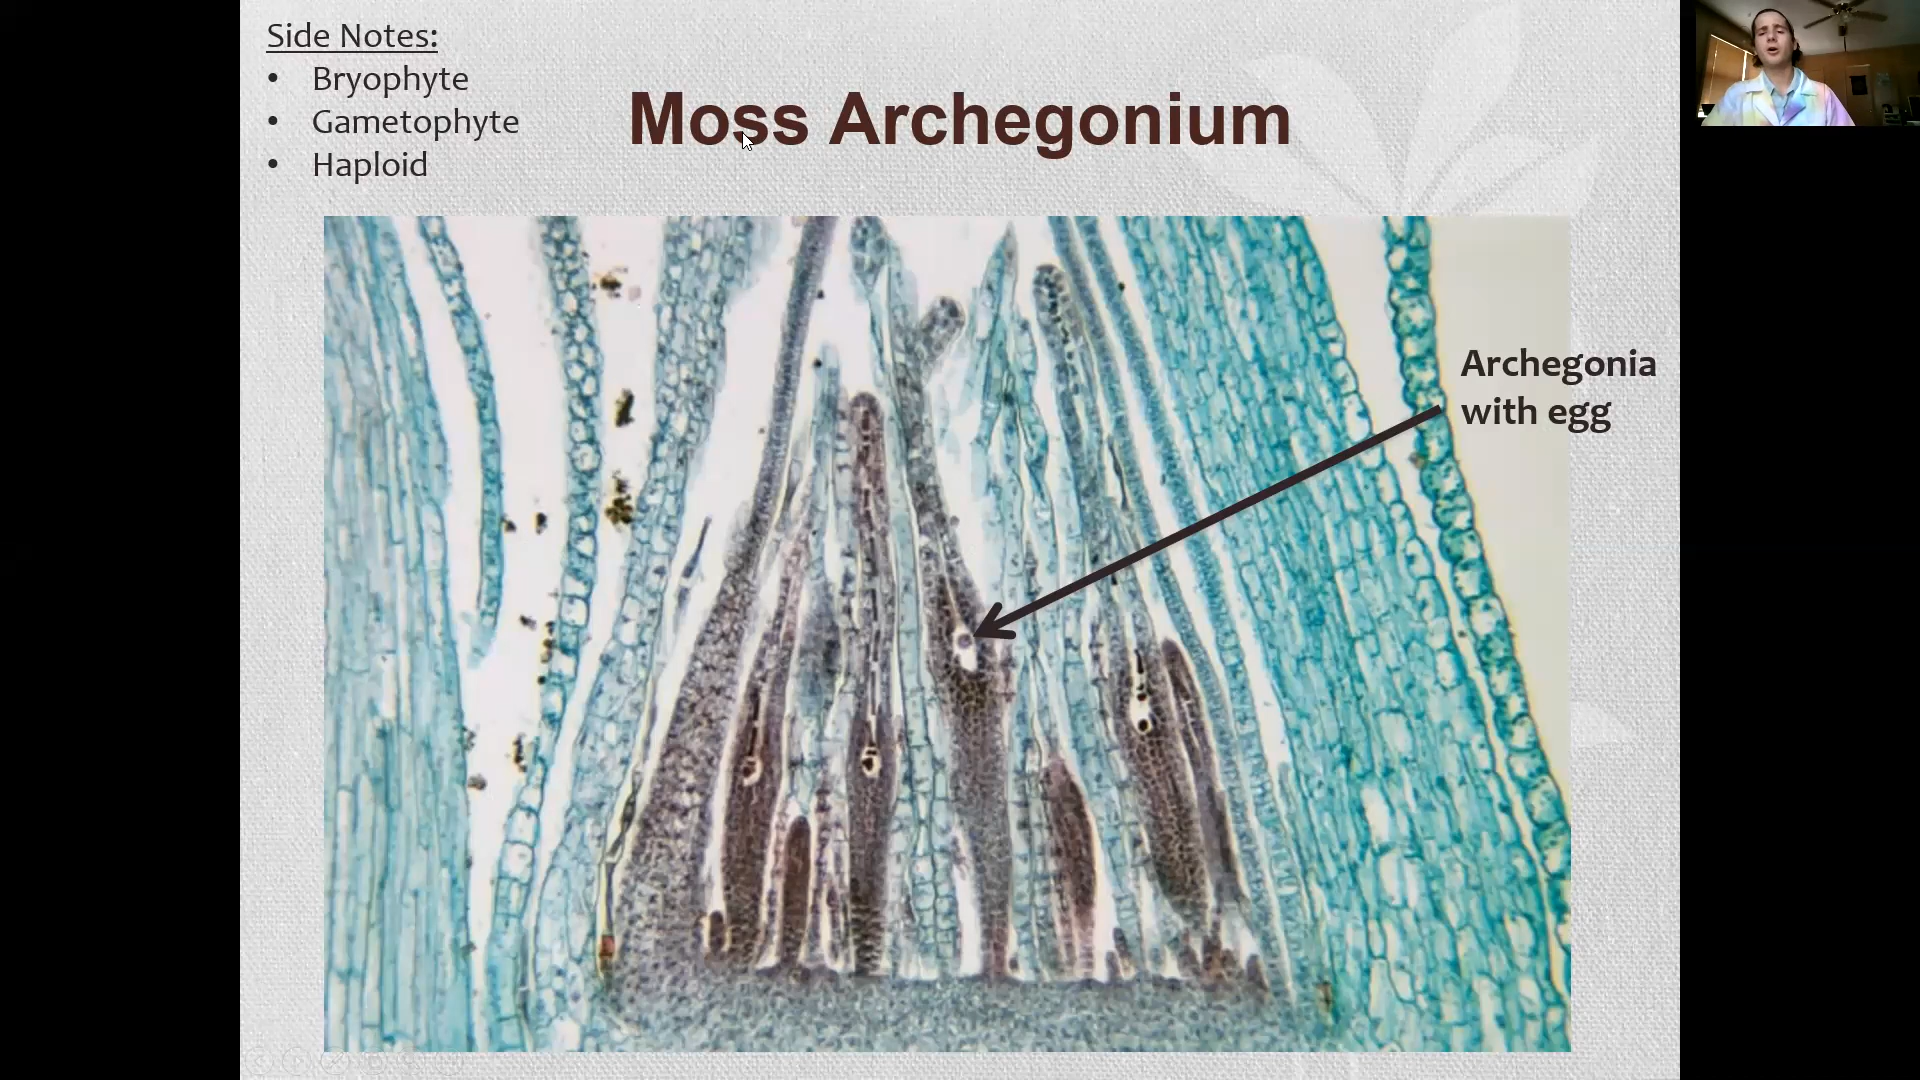 Side Notes:
• Bryophyte
• Gametophyte
• Haploid
Moss Archegonium
Archegonia
with egg